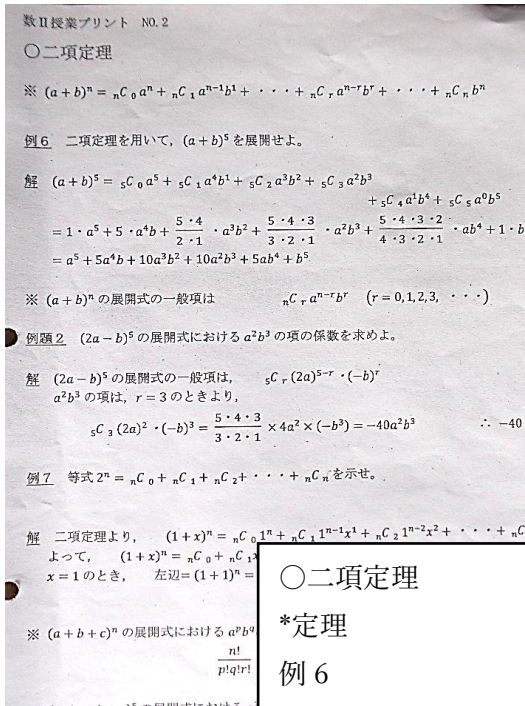 数Ⅱ授業プリント NO.2
○二項定理
※ (a + b)ⁿ = ₙC₀aⁿ + ₙC₁aⁿ⁻¹b¹ + ・・・+ ₙCᵣaⁿ⁻ʳbʳ + ・・・+ ₙCₙbⁿ
例6 二項定理を用いて，(a + b)⁵ を展開せよ。
解 (a + b)⁵ = ₅C₀a⁵ + ₅C₁a⁴b¹ + ₅C₂a³b² + ₅C₃a²b³
+ ₅C₄a¹b⁴ + ₅C₅a⁰b⁵
= 1・a⁵ + 5・a⁴b + 5・4/2・1 ・a³b² + 5・4・3/3・2・1 ・a²b³ + 5・4・3・2/4・3・2・1 ・ab⁴ + 1・b
= a⁵ + 5a⁴b + 10a³b² + 10a²b³ + 5ab⁴ + b⁵
※ (a + b)ⁿ の展開式の一般項は ₙCᵣaⁿ⁻ʳbʳ (r = 0,1,2,3, ・・・)
例題2 (2a − b)⁵ の展開式における a²b³ の項の係数を求めよ。
解 (2a − b)⁵ の展開式の一般項は， ₅Cᵣ(2a)⁵⁻ʳ・(−b)ʳ
a²b³ の項は，r = 3 のときより，
₅C₃(2a)²・(−b)³ = 5・4・3/3・2・1 × 4a² × (−b³) = −40a²b³ ∴ −40
例7 等式 2ⁿ = ₙC₀ + ₙC₁ + ₙC₂ + ・・・+ ₙCₙ を示せ。
解 二項定理より， (1 + x)ⁿ = ₙC₀1ⁿ + ₙC₁1ⁿ⁻¹x¹ + ₙC₂1ⁿ⁻²x² + ・・・+ ₙC
よって， (1 + x)ⁿ = ₙC₀ + ₙC₁x
x = 1 のとき， 左辺= (1 + 1)ⁿ =
※ (a + b + c)ⁿ の展開式における aᵖb^q
n!/p!q!r!
○二項定理
*定理
例 6